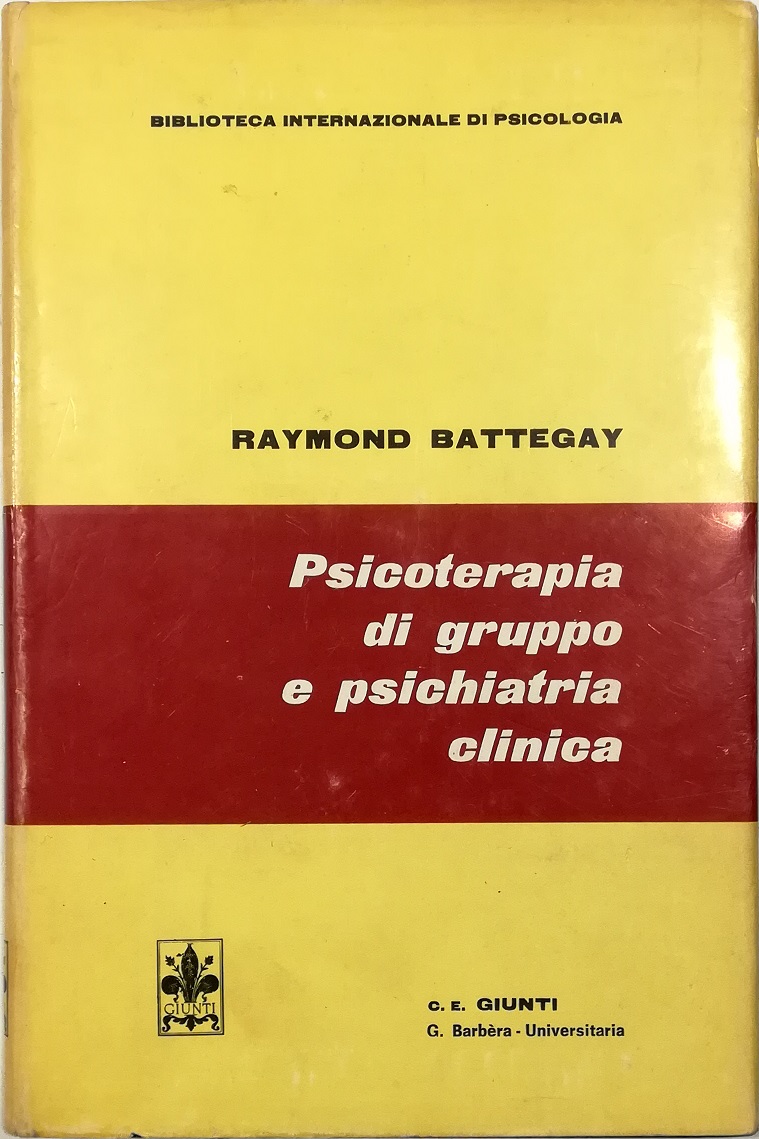 BIBLIOTECA INTERNAZIONALE DI PSICOLOGIA
RAYMOND BATTEGAY
Psicoterapia
di gruppo
e psichiatria
clinica
GIUNTI
C. E. GIUNTI
G. Barbèra - Universitaria